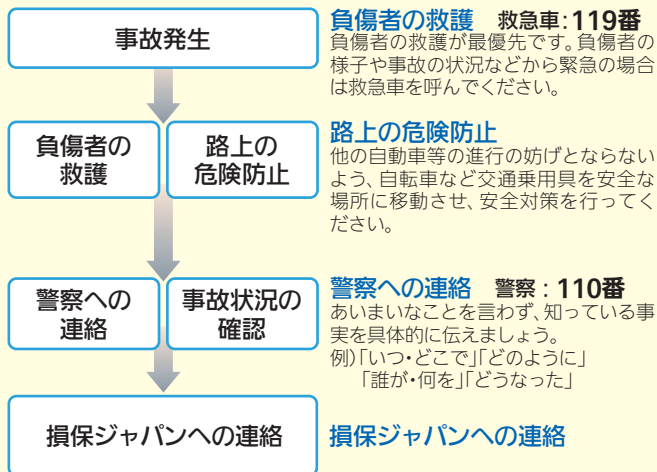 事故発生
負傷者の救護 救急車：119番
負傷者の救護が最優先です。負傷者の
様子や事故の状況などから緊急の場合
は救急車を呼んでください。
負傷者の
救護
路上の
危険防止
路上の危険防止
他の自動車等の進行の妨げとならない
よう、自転車など交通乗用具を安全な
場所に移動させ、安全対策を行ってく
ださい。
警察への
連絡
事故状況の
確認
警察への連絡 警察：110番
あいまいなことを言わず、知っている事
実を具体的に伝えましょう。
例）「いつ・どこで」「どのように」
「誰が・何を」「どうなった」
損保ジャパンへの連絡
損保ジャパンへの連絡